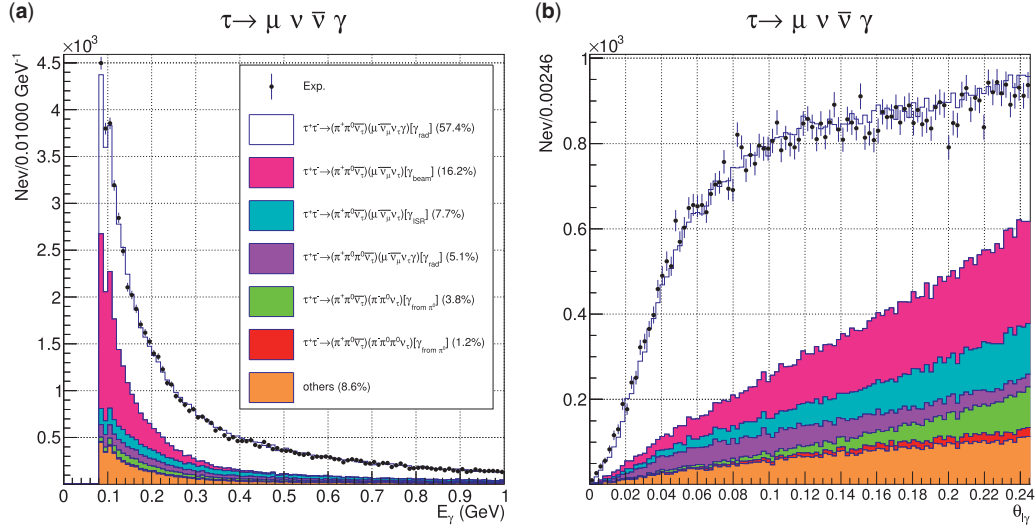 (a)
τ→ μ ν ν̅ γ
×10³
Nev/0.01000 GeV⁻¹
4.5
4
3.5
3
2.5
2
1.5
1
0.5
Exp.
τ⁺τ⁻→(π⁺π⁰ν̅_τ)(μ⁻ν̅_μν_τγ)[γ_rad] (57.4%)
τ⁺τ⁻→(π⁺π⁰ν̅_τ)(μ⁻ν̅_μν_τ)[γ_beam] (16.2%)
τ⁺τ⁻→(π⁺π⁰ν̅_τ)(μ⁻ν̅_μν_τ)[γ_ISR] (7.7%)
τ⁺τ⁻→(π⁺π⁰π⁰ν̅_τ)(μ⁻ν̅_μν_τγ)[γ_rad] (5.1%)
τ⁺τ⁻→(π⁺π⁰ν̅_τ)(π⁻π⁰ν_τ)[γ_from π⁰] (3.8%)
τ⁺τ⁻→(π⁺π⁰ν̅_τ)(π⁻π⁰π⁰ν_τ)[γ_from π⁰] (1.2%)
others (8.6%)
0 0.1 0.2 0.3 0.4 0.5 0.6 0.7 0.8 0.9 1
E_γ (GeV)
(b)
τ→ μ ν ν̅ γ
×10³
Nev/0.00246
1
0.8
0.6
0.4
0.2
0 0.02 0.04 0.06 0.08 0.1 0.12 0.14 0.16 0.18 0.2 0.22 0.24
θ_lγ